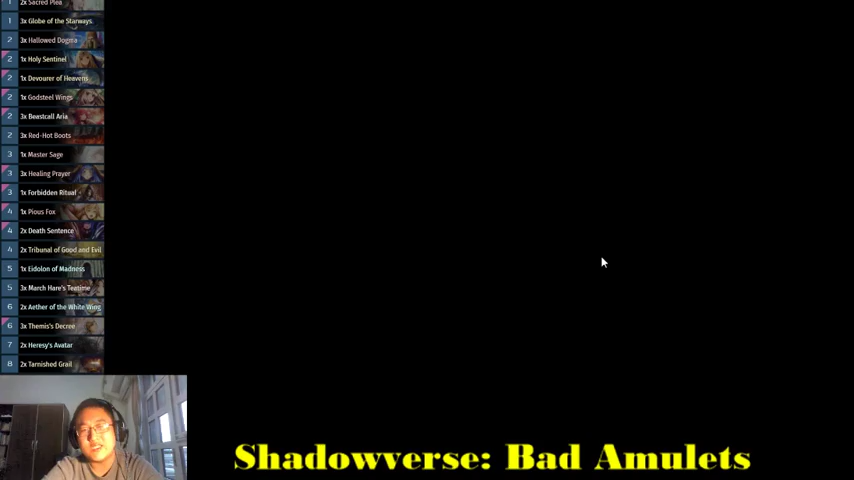 1 2x Sacred Plea
1 3x Globe of the Starways.
2 3x Hallowed Dogma
2 1x Holy Sentinel
2 1x Devourer of Heavens
2 1x Godsteel Wings
2 3x Beastcall Aria
2 3x Red-Hot Boots
3 1x Master Sage
3 3x Healing Prayer
3 1x Forbidden Ritual
4 1x Pious Fox
4 2x Death Sentence
4 2x Tribunal of Good and Evil
5 1x Eidolon of Madness
5 3x March Hare's Teatime
6 2x Aether of the White Wing
6 3x Themis's Decree
7 2x Heresy's Avatar
8 2x Tarnished Grail
Shadowverse: Bad Amulets